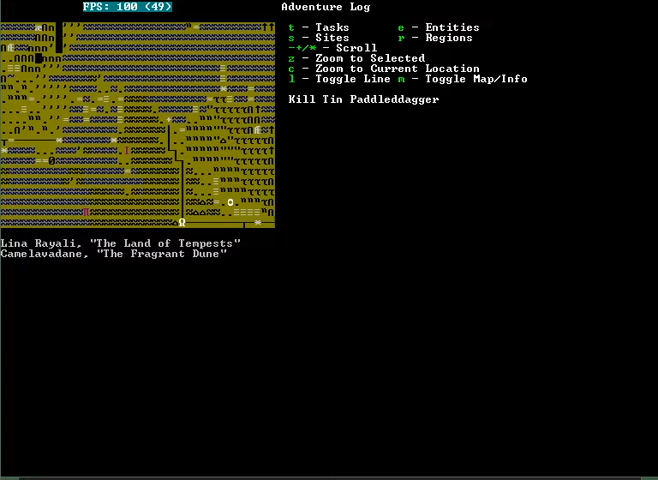 FPS: 100 (49)
Adventure Log
t - Tasks e - Entities
s - Sites r - Regions
-+/* - Scroll
z - Zoom to Selected
c - Zoom to Current Location
l - Toggle Line m - Toggle Map/Info
Kill Tin Paddleddagger
Lina Rayali, "The Land of Tempests"
Camelavadane, "The Fragrant Dune"